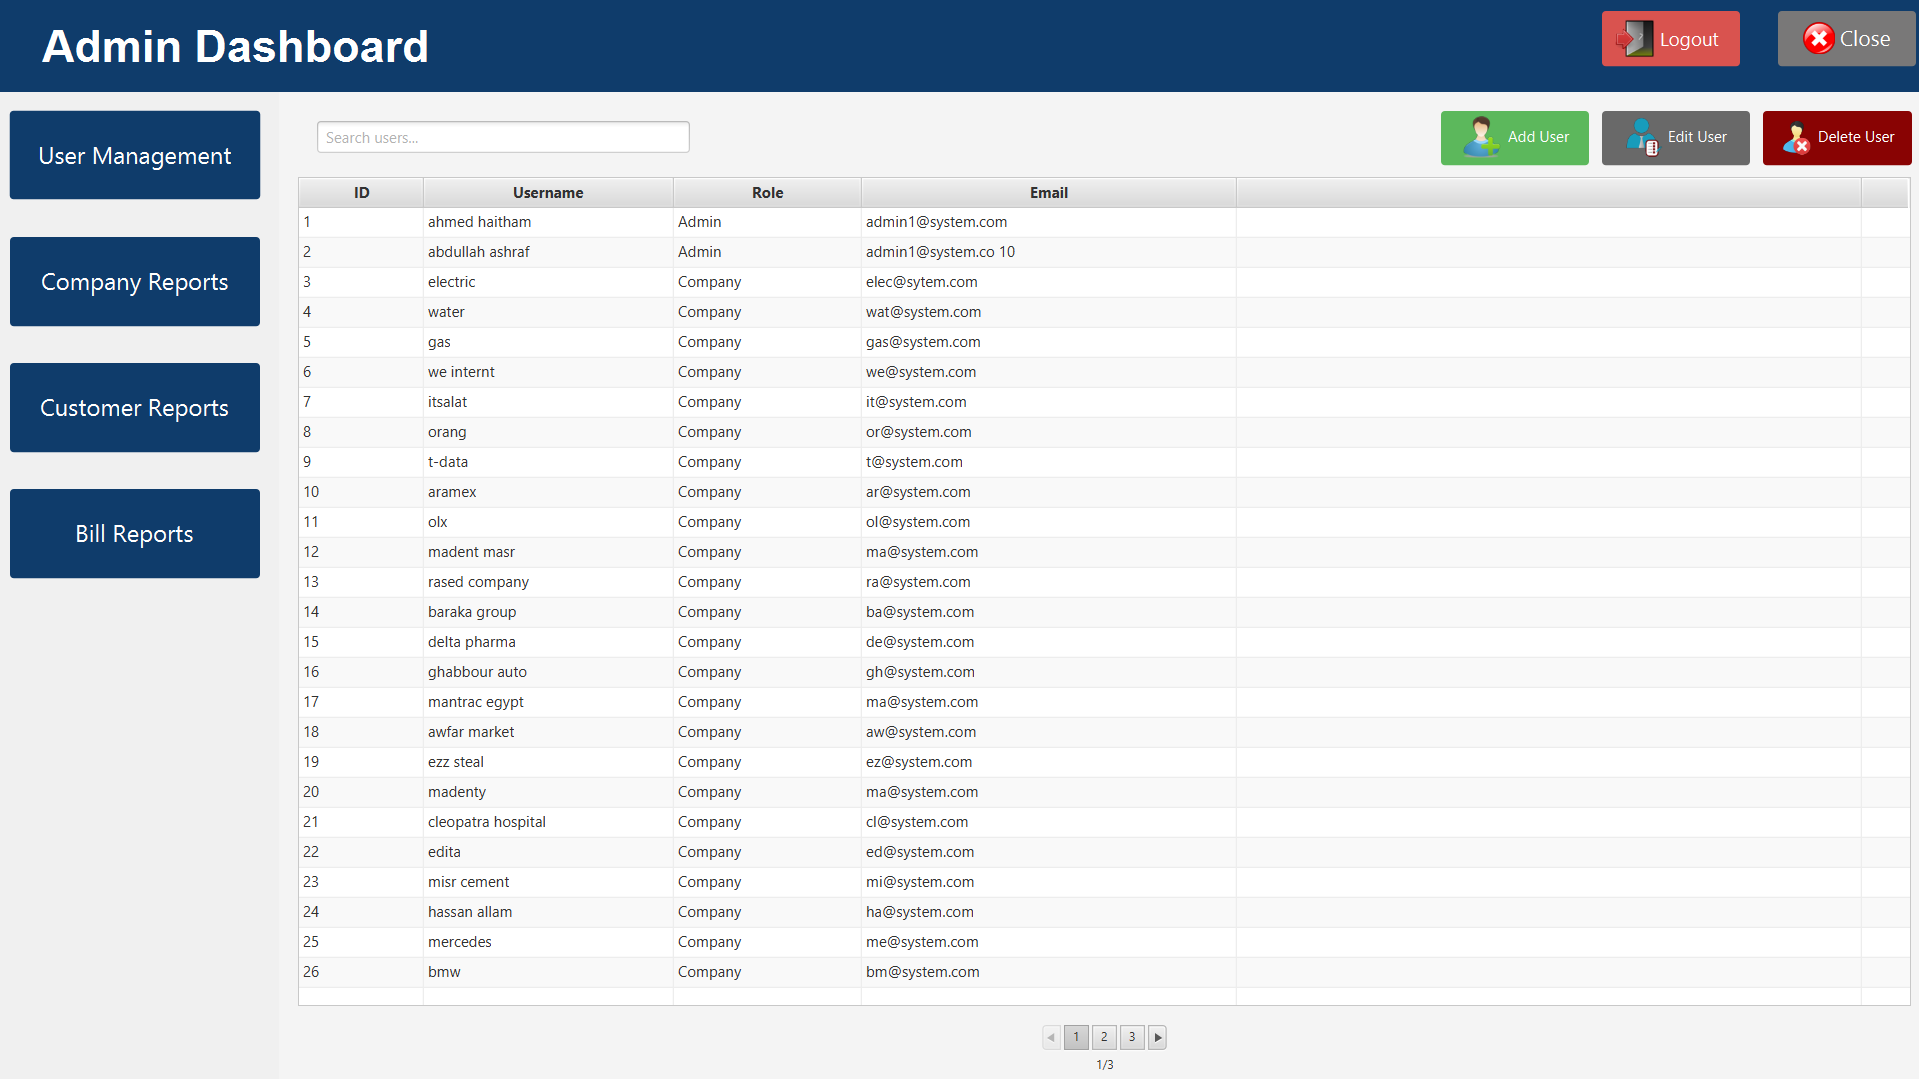 Admin Dashboard
Logout
Close
User Management
Company Reports
Customer Reports
Bill Reports
Search users...
Add User
Edit User
Delete User
ID Username Role Email
1 ahmed haitham Admin admin1@system.com
2 abdullah ashraf Admin admin1@system.co 10
3 electric Company elec@sytem.com
4 water Company wat@system.com
5 gas Company gas@system.com
6 we internt Company we@system.com
7 itsalat Company it@system.com
8 orang Company or@system.com
9 t-data Company t@system.com
10 aramex Company ar@system.com
11 olx Company ol@system.com
12 madent masr Company ma@system.com
13 rased company Company ra@system.com
14 baraka group Company ba@system.com
15 delta pharma Company de@system.com
16 ghabbour auto Company gh@system.com
17 mantrac egypt Company ma@system.com
18 awfar market Company aw@system.com
19 ezz steal Company ez@system.com
20 madenty Company ma@system.com
21 cleopatra hospital Company cl@system.com
22 edita Company ed@system.com
23 misr cement Company mi@system.com
24 hassan allam Company ha@system.com
25 mercedes Company me@system.com
26 bmw Company bm@system.com
1 2 3
1/3